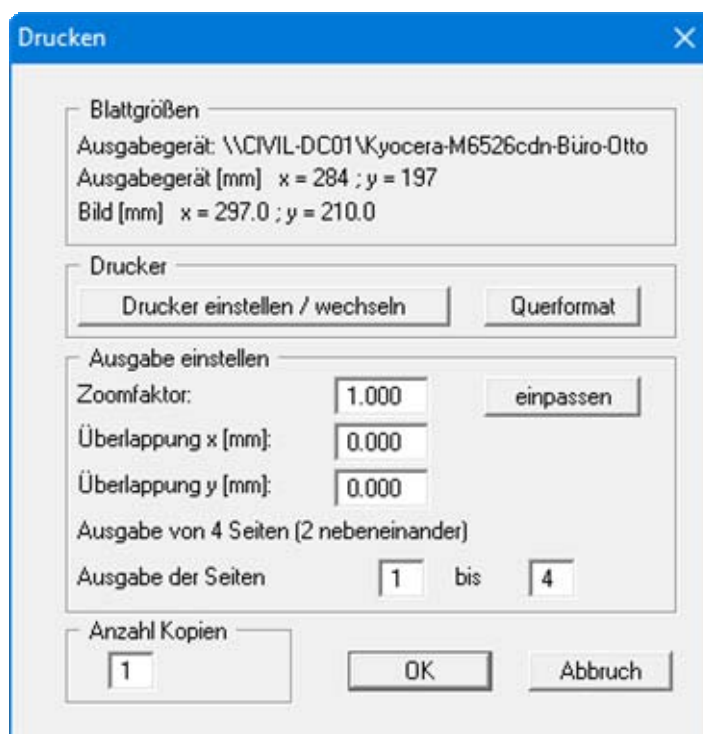 Drucken
Blattgrößen
Ausgabegerät: \\CIVIL-DC01\Kyocera-M6526cdn-Büro-Otto
Ausgabegerät [mm] x = 284 ; y = 197
Bild [mm] x = 297.0 ; y = 210.0
Drucker
Drucker einstellen / wechseln Querformat
Ausgabe einstellen
Zoomfaktor: 1.000 einpassen
Überlappung x [mm]: 0.000
Überlappung y [mm]: 0.000
Ausgabe von 4 Seiten (2 nebeneinander)
Ausgabe der Seiten 1 bis 4
Anzahl Kopien
1 OK Abbruch